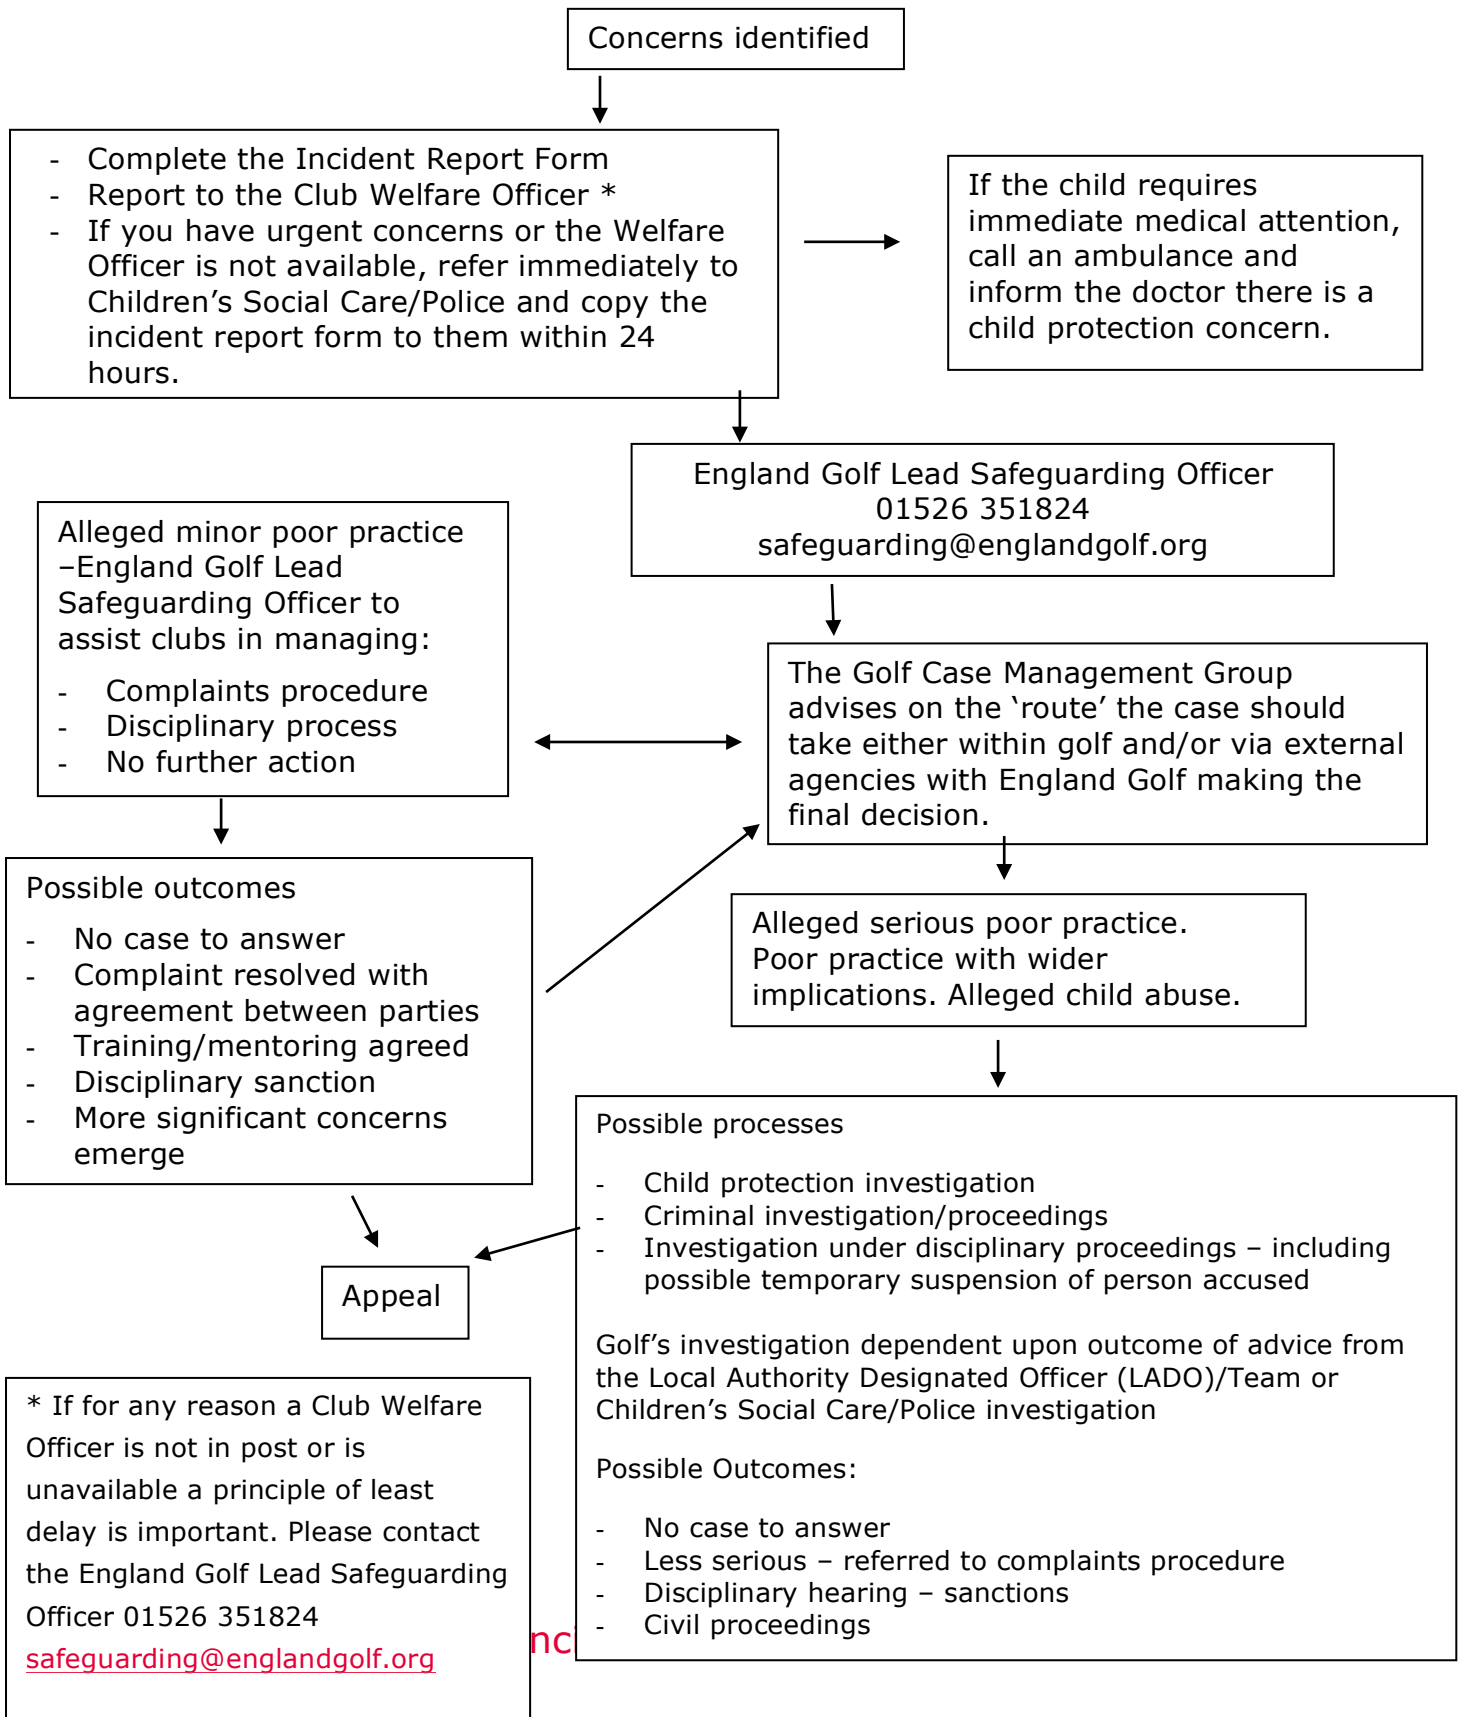 Concerns identified
- Complete the Incident Report Form
- Report to the Club Welfare Officer *
- If you have urgent concerns or the Welfare
Officer is not available, refer immediately to
Children’s Social Care/Police and copy the
incident report form to them within 24
hours.
If the child requires
immediate medical attention,
call an ambulance and
inform the doctor there is a
child protection concern.
England Golf Lead Safeguarding Officer
01526 351824
safeguarding@englandgolf.org
Alleged minor poor practice
–England Golf Lead
Safeguarding Officer to
assist clubs in managing:
- Complaints procedure
- Disciplinary process
- No further action
The Golf Case Management Group
advises on the ‘route’ the case should
take either within golf and/or via external
agencies with England Golf making the
final decision.
Possible outcomes
- No case to answer
- Complaint resolved with
agreement between parties
- Training/mentoring agreed
- Disciplinary sanction
- More significant concerns
emerge
Alleged serious poor practice.
Poor practice with wider
implications. Alleged child abuse.
Possible processes
- Child protection investigation
- Criminal investigation/proceedings
- Investigation under disciplinary proceedings – including
possible temporary suspension of person accused
Golf’s investigation dependent upon outcome of advice from
the Local Authority Designated Officer (LADO)/Team or
Children’s Social Care/Police investigation
Possible Outcomes:
- No case to answer
- Less serious – referred to complaints procedure
- Disciplinary hearing – sanctions
- Civil proceedings
Appeal
* If for any reason a Club Welfare
Officer is not in post or is
unavailable a principle of least
delay is important. Please contact
the England Golf Lead Safeguarding
Officer 01526 351824
safeguarding@englandgolf.org